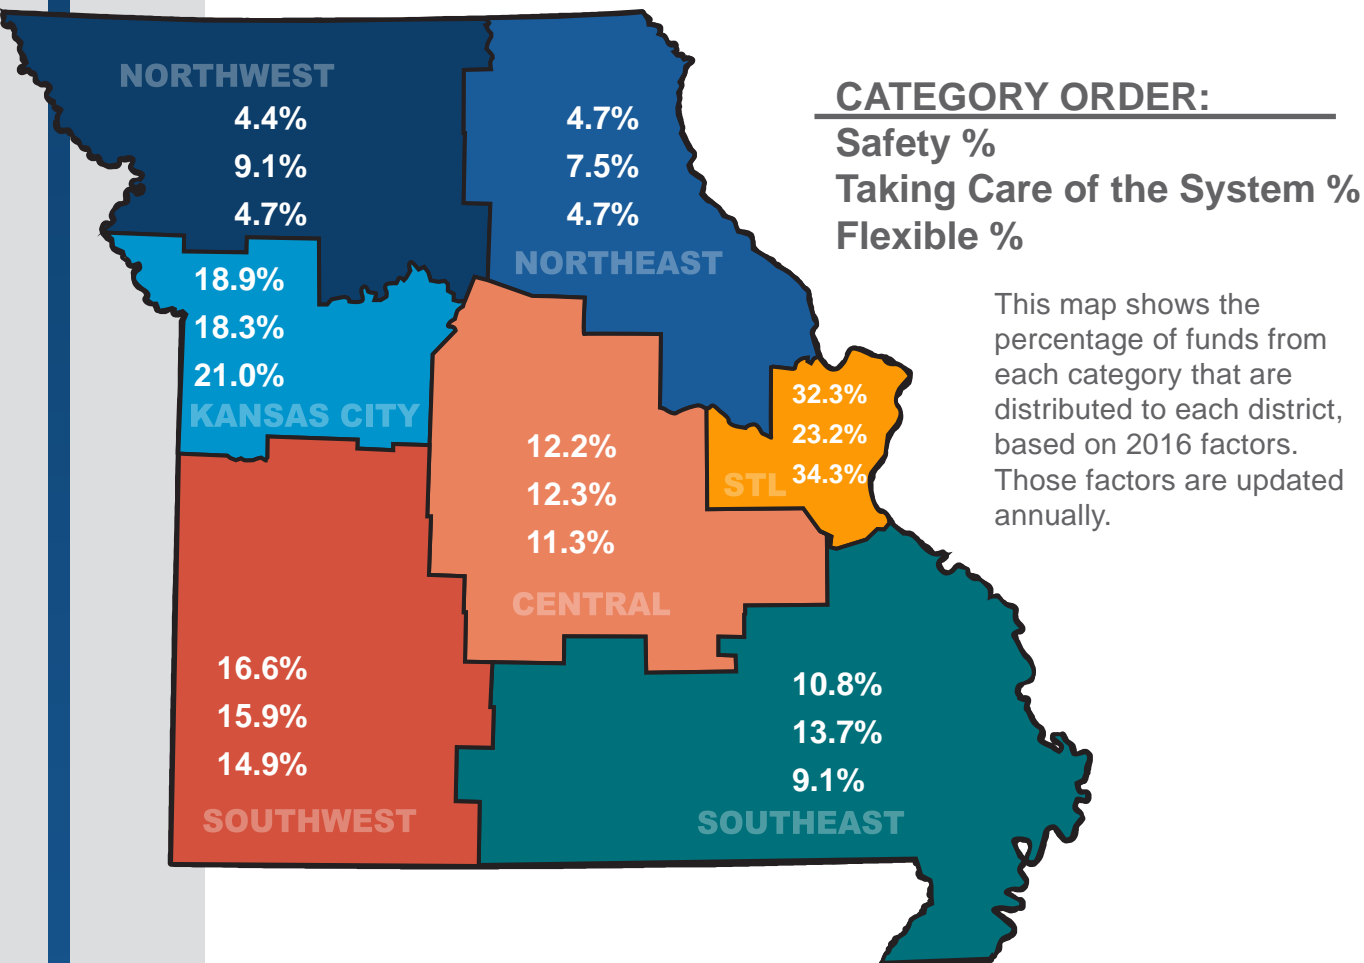 NORTHWEST
4.4%
9.1%
4.7%
4.7%
7.5%
4.7%
NORTHEAST
CATEGORY ORDER:
Safety %
Taking Care of the System %
Flexible %
This map shows the
percentage of funds from
each category that are
distributed to each district,
based on 2016 factors.
Those factors are updated
annually.
18.9%
18.3%
21.0%
KANSAS CITY
12.2%
12.3%
11.3%
CENTRAL
32.3%
23.2%
34.3%
STL
16.6%
15.9%
14.9%
SOUTHWEST
10.8%
13.7%
9.1%
SOUTHEAST